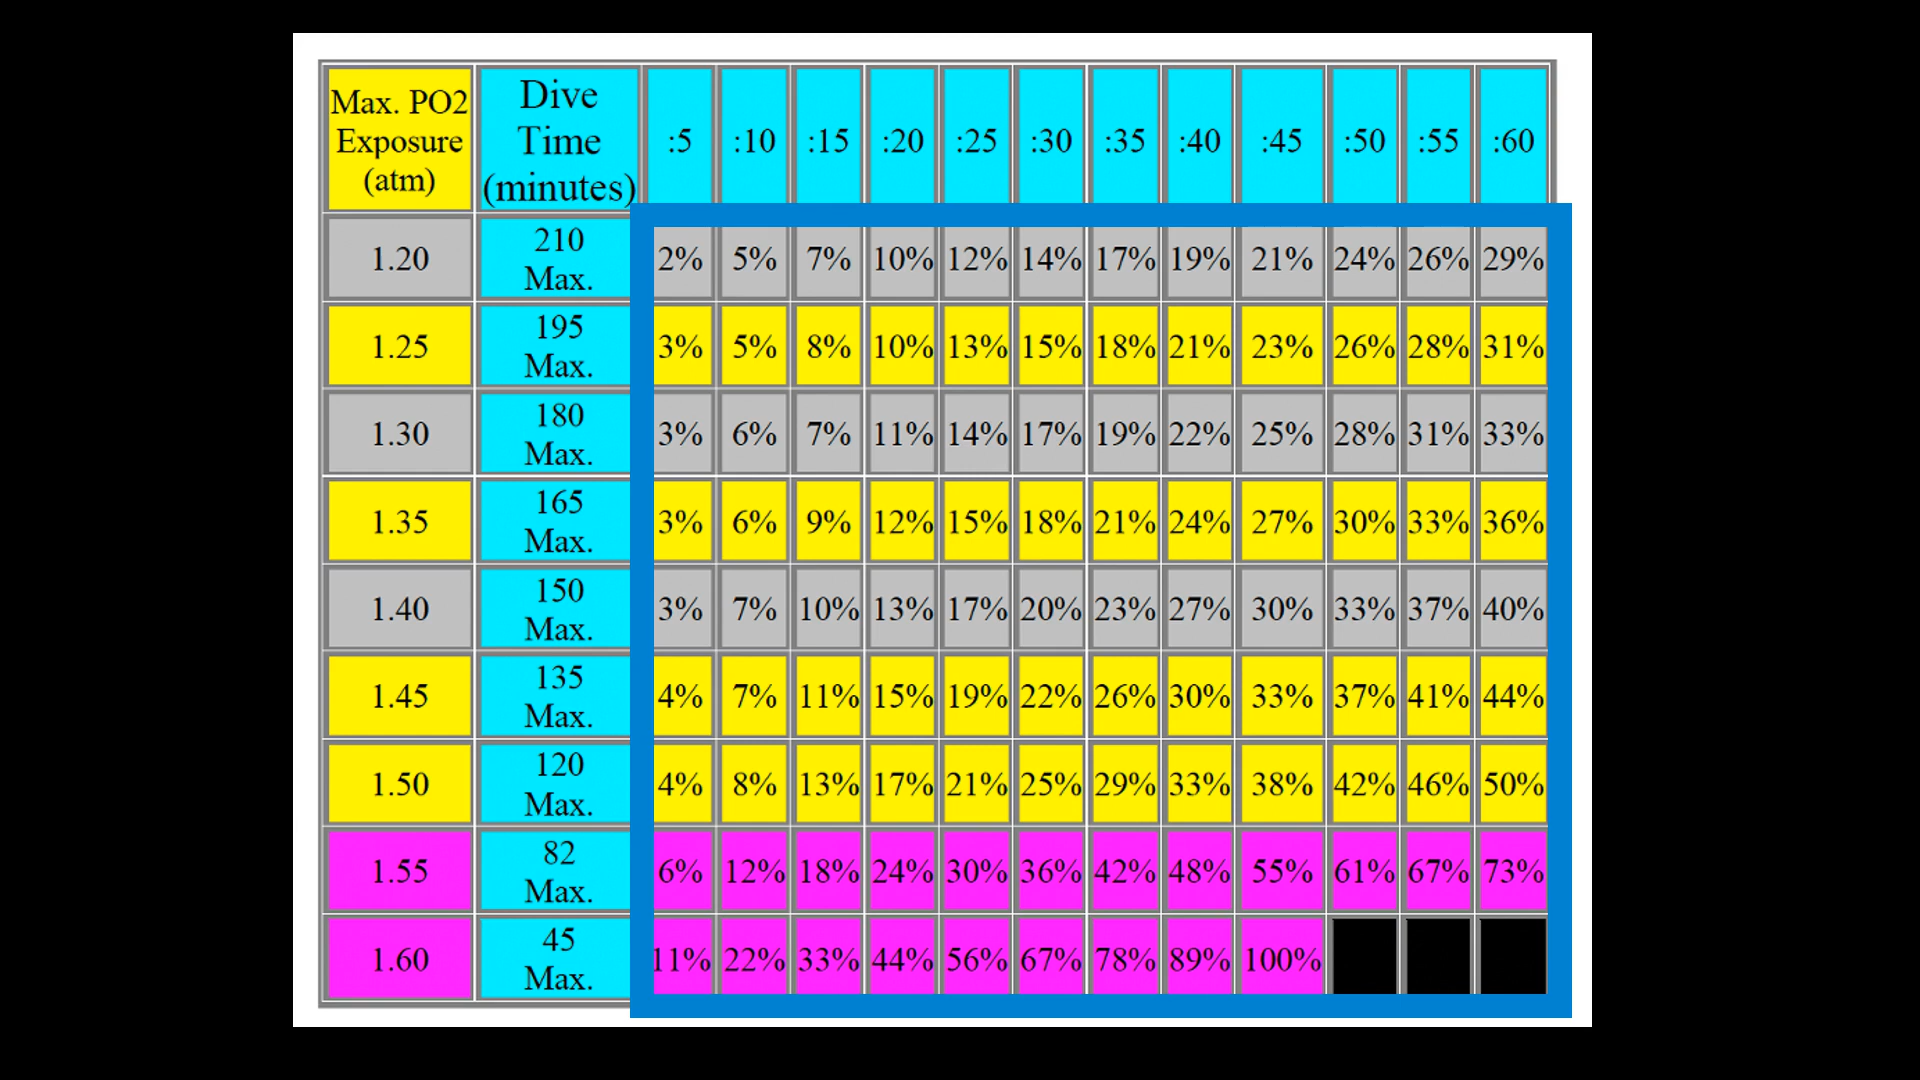 Max. PO2 Exposure (atm) Dive Time (minutes) :5 :10 :15 :20 :25 :30 :35 :40 :45 :50 :55 :60
1.20 210 Max. 2% 5% 7% 10% 12% 14% 17% 19% 21% 24% 26% 29%
1.25 195 Max. 3% 5% 8% 10% 13% 15% 18% 21% 23% 26% 28% 31%
1.30 180 Max. 3% 6% 7% 11% 14% 17% 19% 22% 25% 28% 31% 33%
1.35 165 Max. 3% 6% 9% 12% 15% 18% 21% 24% 27% 30% 33% 36%
1.40 150 Max. 3% 7% 10% 13% 17% 20% 23% 27% 30% 33% 37% 40%
1.45 135 Max. 4% 7% 11% 15% 19% 22% 26% 30% 33% 37% 41% 44%
1.50 120 Max. 4% 8% 13% 17% 21% 25% 29% 33% 38% 42% 46% 50%
1.55 82 Max. 6% 12% 18% 24% 30% 36% 42% 48% 55% 61% 67% 73%
1.60 45 Max. 11% 22% 33% 44% 56% 67% 78% 89% 100%